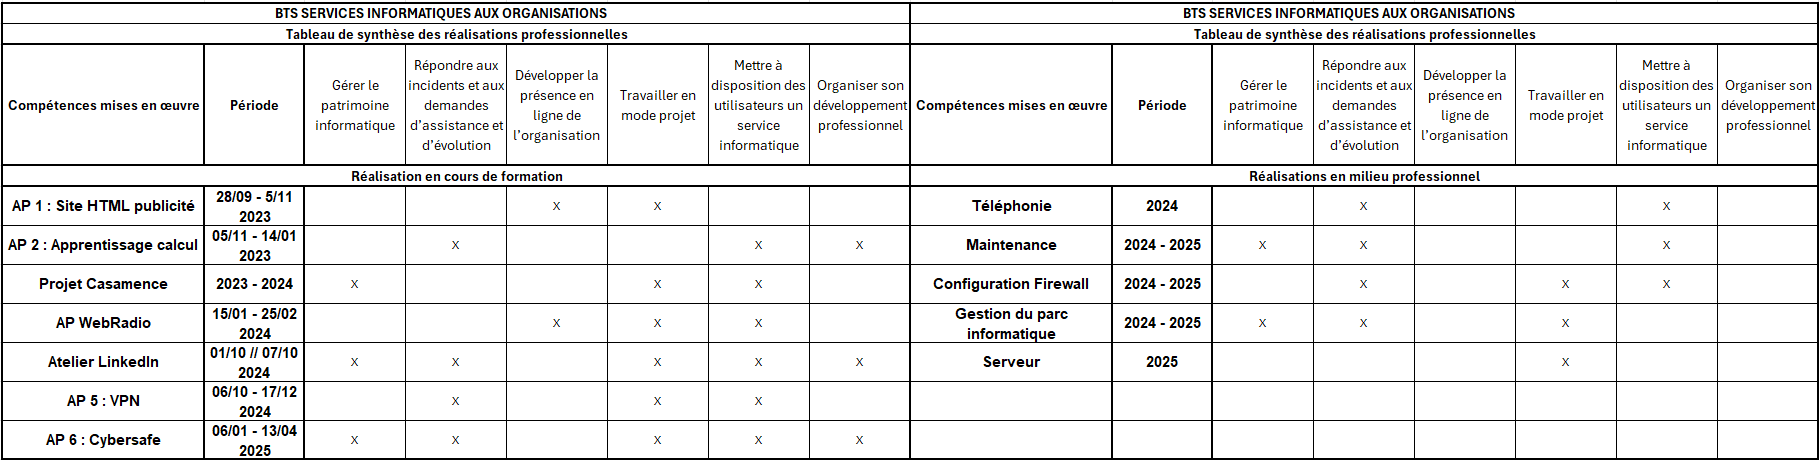 BTS SERVICES INFORMATIQUES AUX ORGANISATIONS
Tableau de synthèse des réalisations professionnelles
Compétences mises en œuvre
Période
Gérer le
patrimoine
informatique
Répondre aux
incidents et aux
demandes
d'assistance et
d'évolution
Développer la
présence en
ligne de
l'organisation
Travailler en
mode projet
Mettre à
disposition des
utilisateurs un
service
informatique
Organiser son
développement
professionnel
Réalisation en cours de formation
AP 1 : Site HTML publicité
28/09 - 5/11
2023
X X
AP 2 : Apprentissage calcul
05/11 - 14/01
2023
X X X
Projet Casamence
2023 - 2024
X X X
AP WebRadio
15/01 - 25/02
2024
X X X
Atelier LinkedIn
01/10 // 07/10
2024
X X X X X
AP 5 : VPN
06/10 - 17/12
2024
X X X
AP 6 : Cybersafe
06/01 - 13/04
2025
X X X X X
BTS SERVICES INFORMATIQUES AUX ORGANISATIONS
Tableau de synthèse des réalisations professionnelles
Compétences mises en œuvre
Période
Gérer le
patrimoine
informatique
Répondre aux
incidents et aux
demandes
d'assistance et
d'évolution
Développer la
présence en
ligne de
l'organisation
Travailler en
mode projet
Mettre à
disposition des
utilisateurs un
service
informatique
Organiser son
développement
professionnel
Réalisations en milieu professionnel
Téléphonie
2024
X X
Maintenance
2024 - 2025
X X X
Configuration Firewall
2024 - 2025
X X X
Gestion du parc
informatique
2024 - 2025
X X X
Serveur
2025
X